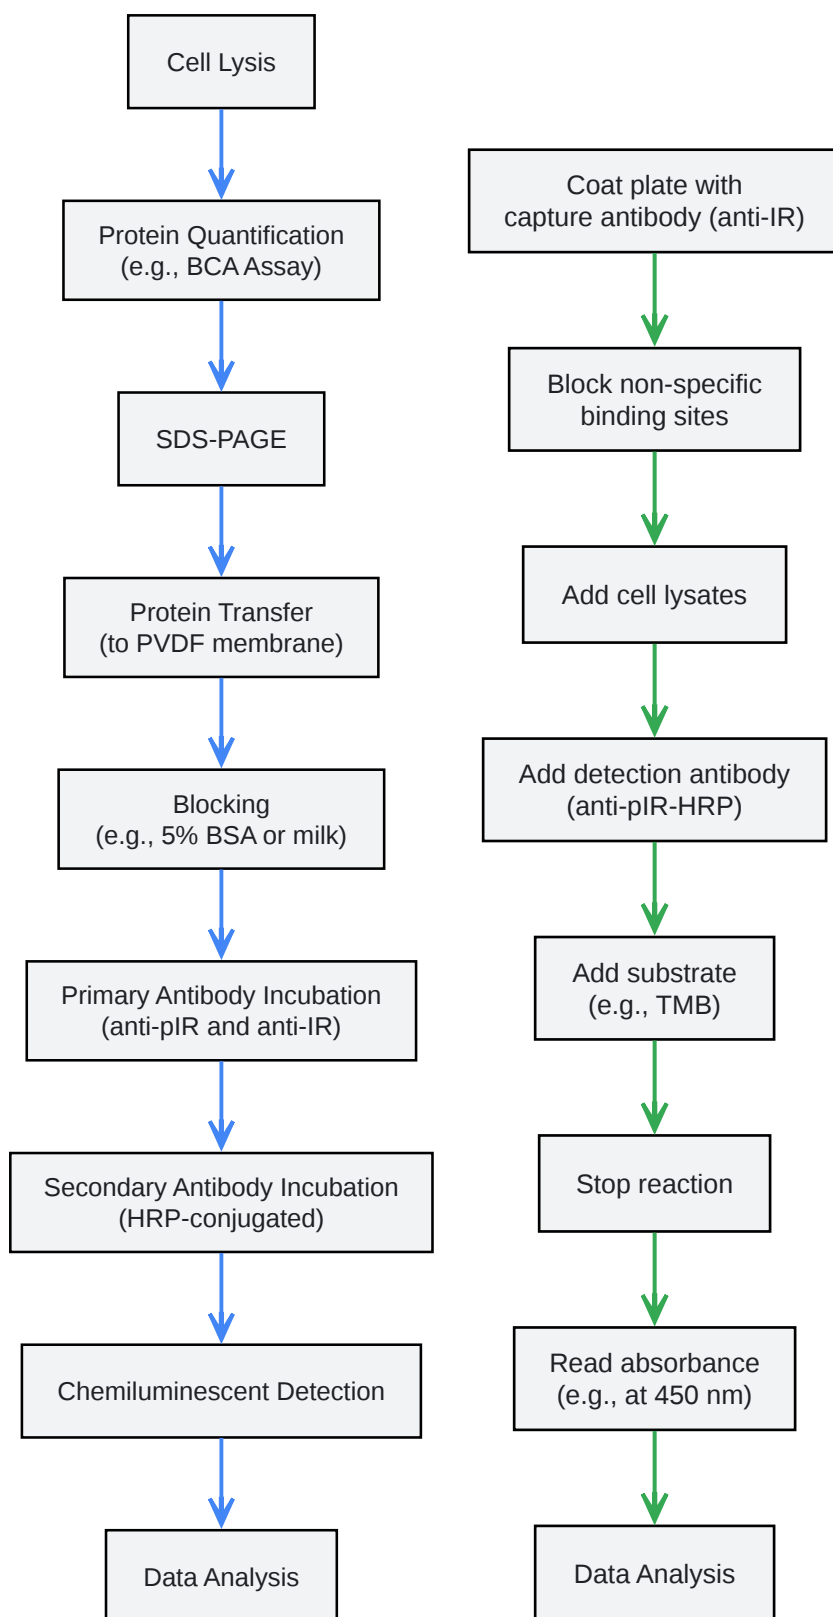 Cell Lysis
Protein Quantification
(e.g., BCA Assay)
SDS-PAGE
Protein Transfer
(to PVDF membrane)
Blocking
(e.g., 5% BSA or milk)
Primary Antibody Incubation
(anti-pIR and anti-IR)
Secondary Antibody Incubation
(HRP-conjugated)
Chemiluminescent Detection
Data Analysis
Coat plate with
capture antibody (anti-IR)
Block non-specific
binding sites
Add cell lysates
Add detection antibody
(anti-pIR-HRP)
Add substrate
(e.g., TMB)
Stop reaction
Read absorbance
(e.g., at 450 nm)
Data Analysis